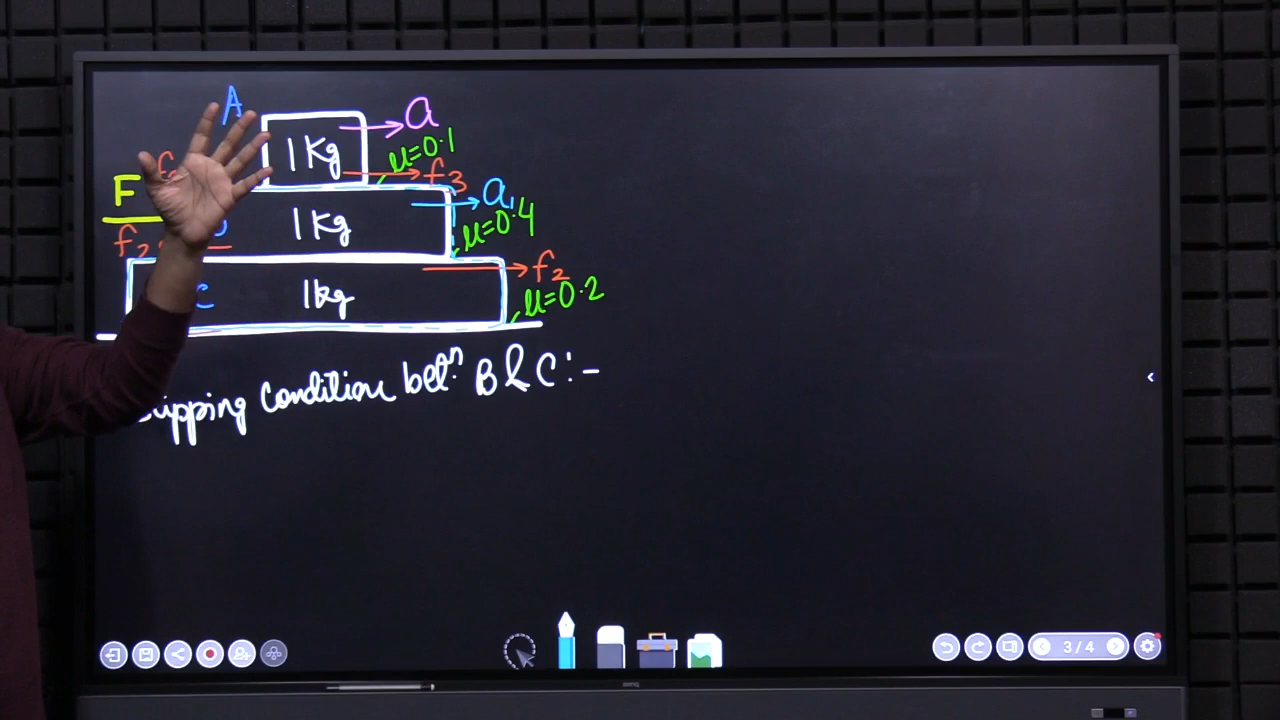 A
a
1 Kg
μ=0.1
f3
F
1 Kg
a1
μ=0.4
f2
f2
C
1kg
μ=0.2
condition betn B & C:-
3/4
BenQ